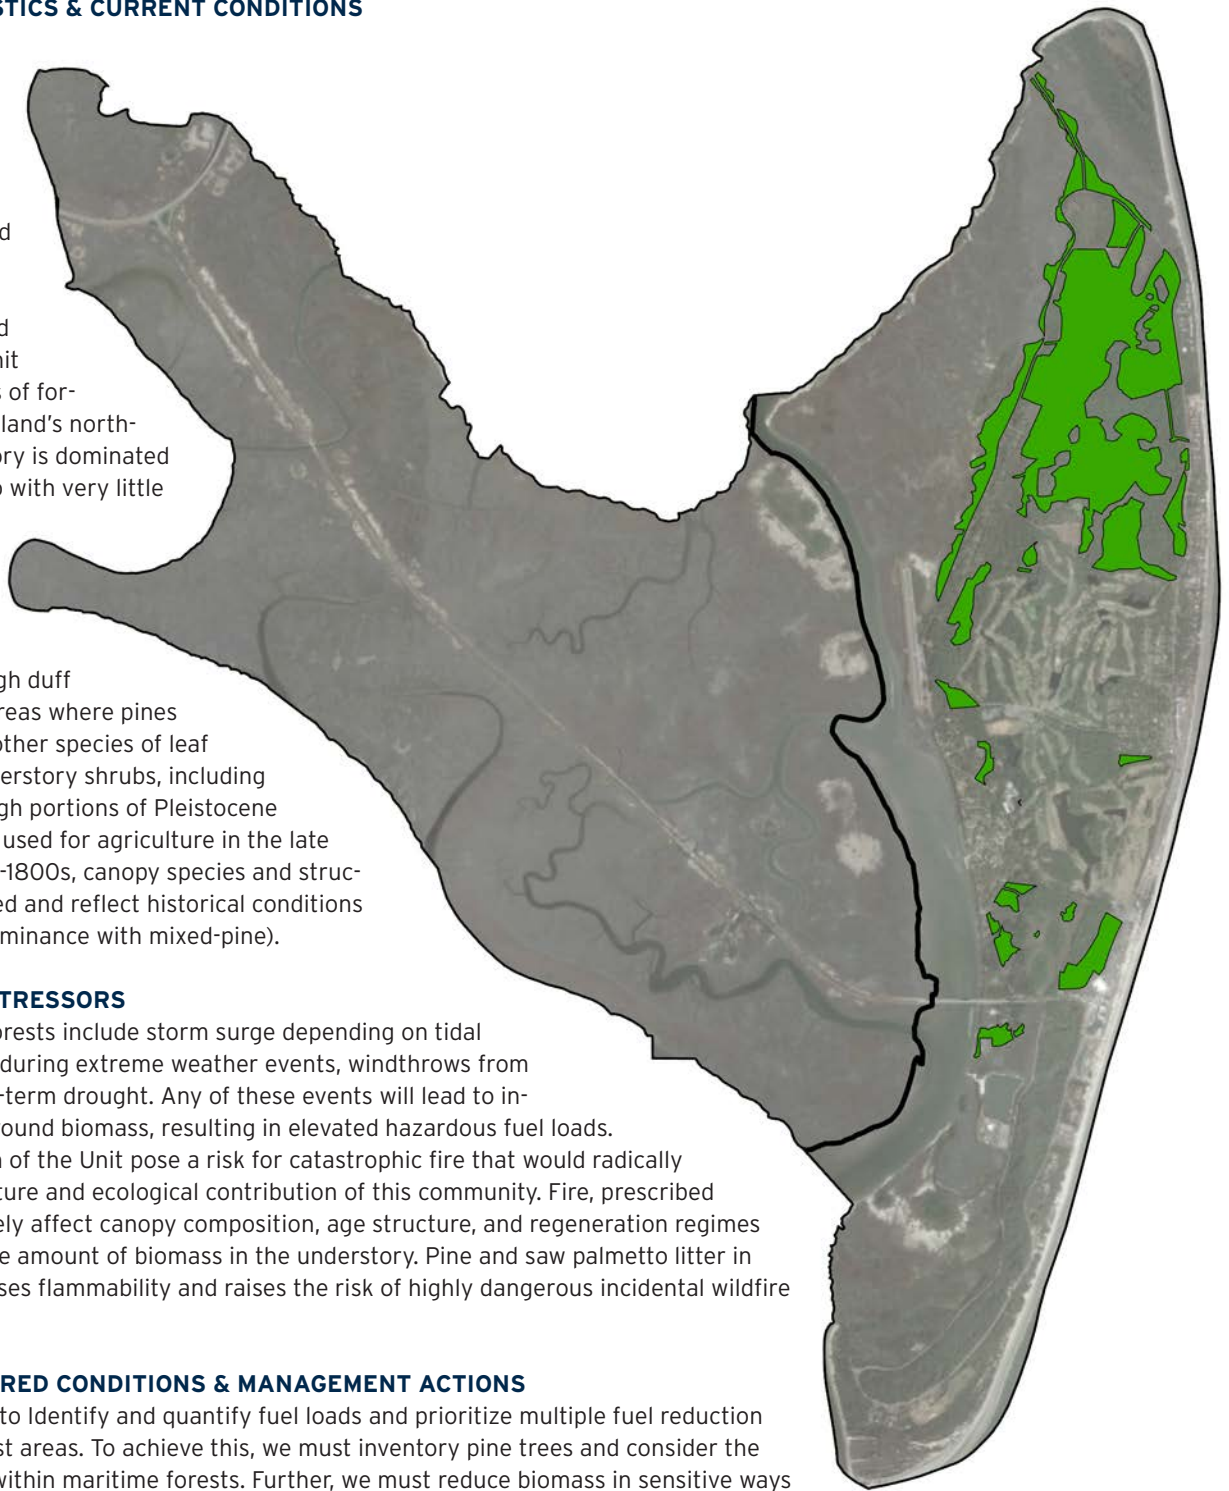 STICS & CURRENT CONDITIONS
d
d
nit
s of for-
land's north-
ory is dominated
o with very little
gh duff
reas where pines
other species of leaf
erstory shrubs, including
gh portions of Pleistocene
used for agriculture in the late
-1800s, canopy species and struc-
ed and reflect historical conditions
minance with mixed-pine).
TRESSORS
orests include storm surge depending on tidal
during extreme weather events, windthrows from
-term drought. Any of these events will lead to in-
round biomass, resulting in elevated hazardous fuel loads.
n of the Unit pose a risk for catastrophic fire that would radically
ture and ecological contribution of this community. Fire, prescribed
ely affect canopy composition, age structure, and regeneration regimes
e amount of biomass in the understory. Pine and saw palmetto litter in
ses flammability and raises the risk of highly dangerous incidental wildfire
RED CONDITIONS & MANAGEMENT ACTIONS
to Identify and quantify fuel loads and prioritize multiple fuel reduction
st areas. To achieve this, we must inventory pine trees and consider the
within maritime forests. Further, we must reduce biomass in sensitive ways